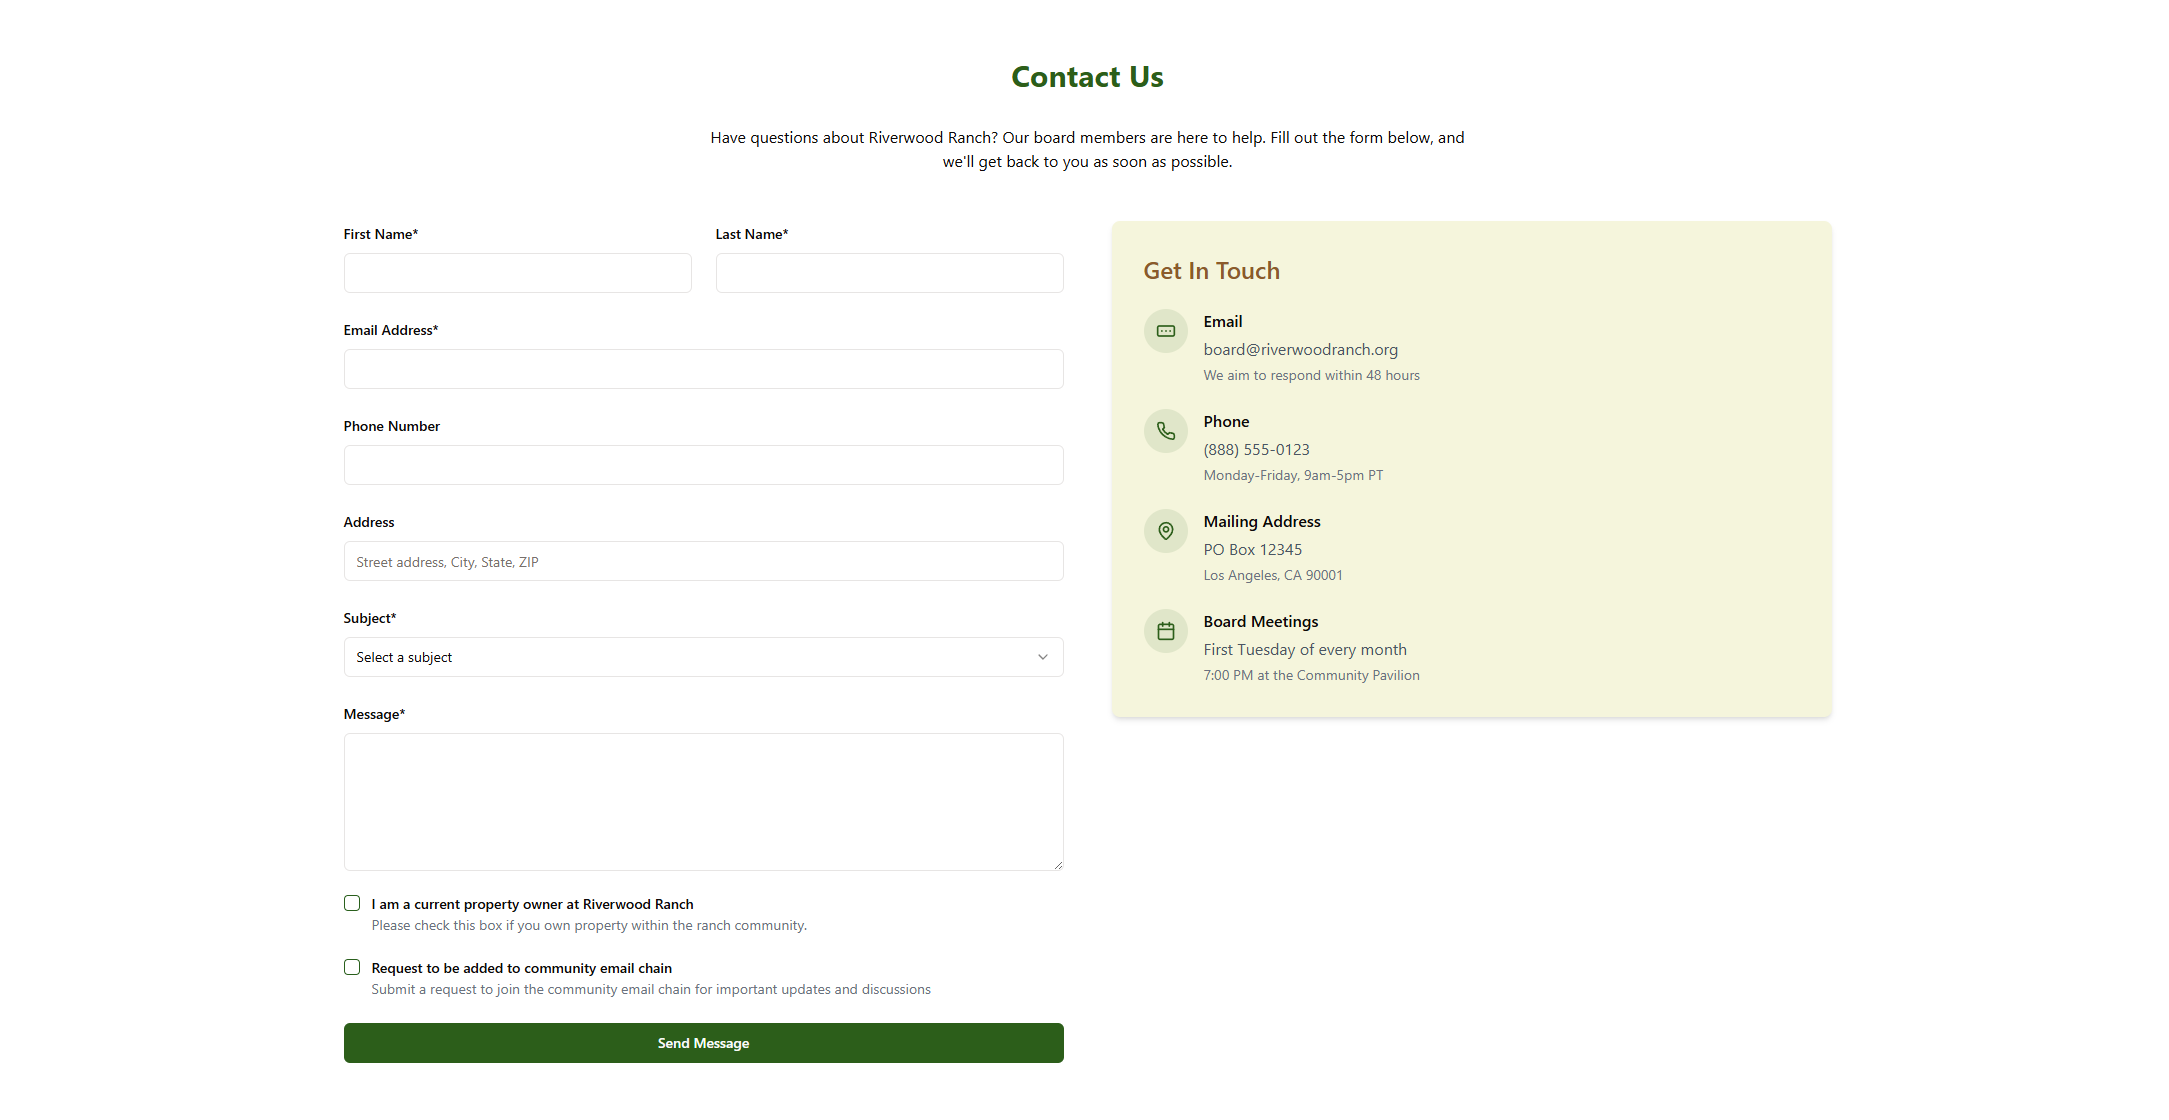 Contact Us
Have questions about Riverwood Ranch? Our board members are here to help. Fill out the form below, and
we'll get back to you as soon as possible.
First Name*
Last Name*
Email Address*
Phone Number
Address
Street address, City, State, ZIP
Subject*
Select a subject
Message*
I am a current property owner at Riverwood Ranch
Please check this box if you own property within the ranch community.
Request to be added to community email chain
Submit a request to join the community email chain for important updates and discussions
Send Message
Get In Touch
Email
board@riverwoodranch.org
We aim to respond within 48 hours
Phone
(888) 555-0123
Monday-Friday, 9am-5pm PT
Mailing Address
PO Box 12345
Los Angeles, CA 90001
Board Meetings
First Tuesday of every month
7:00 PM at the Community Pavilion